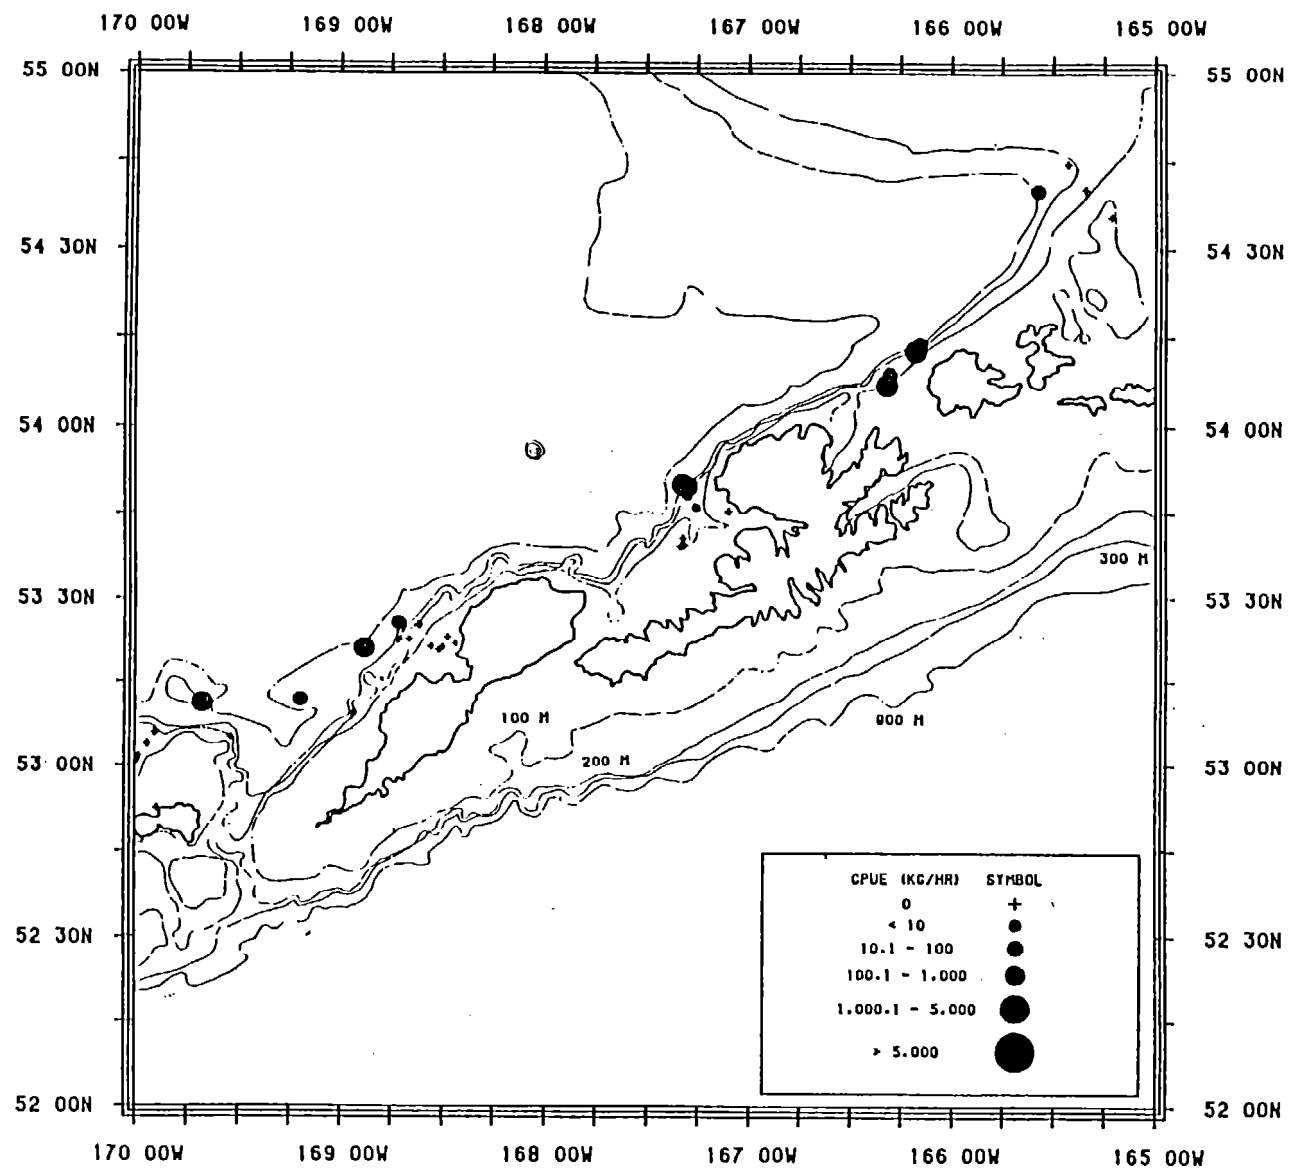 170 00W 169 00W 168 00W 167 00W 166 00W 165 00W
55 00N 55 00N
54 30N 54 30N
54 00N 54 00N
300 M
53 30N 53 30N
100 M 900 M
200 M
53 00N 53 00N
CPUE (KG/HR) SYMBOL
0 +
< 10
10.1 - 100
100.1 - 1.000
1.000.1 - 5.000
> 5.000
52 30N 52 30N
52 00N 52 00N
170 00W 169 00W 168 00W 167 00W 166 00W 165 00W